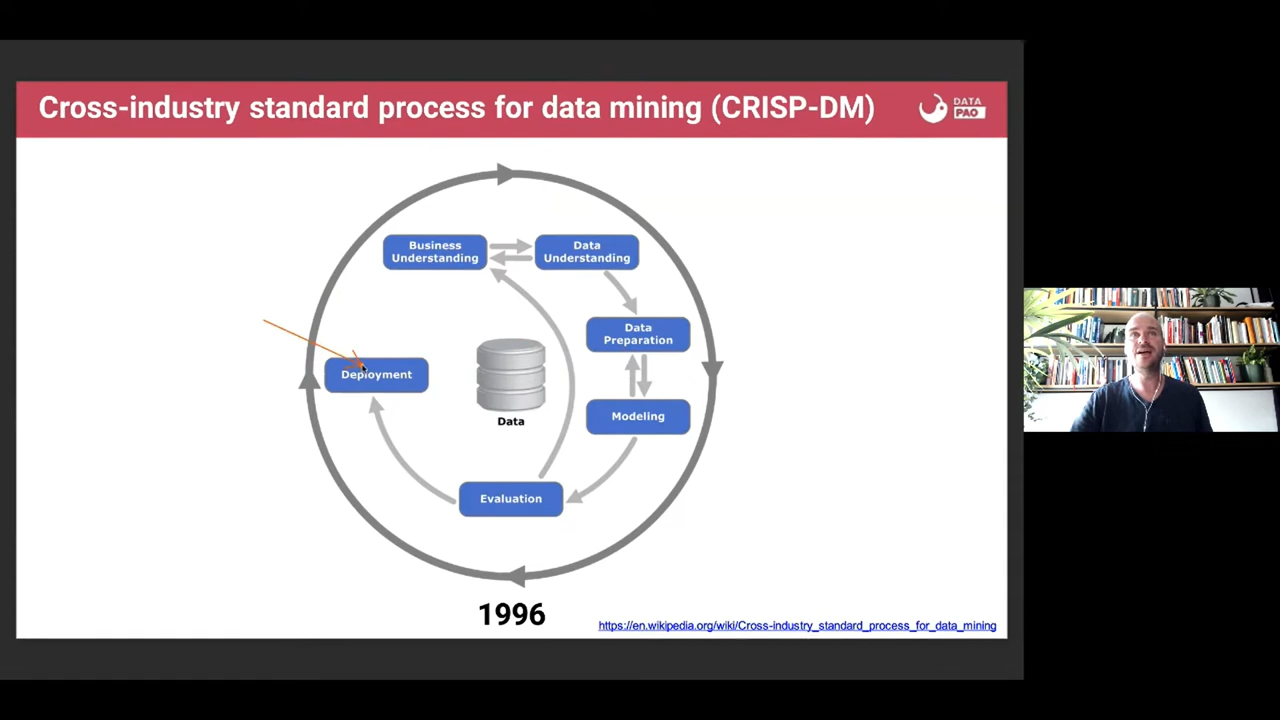 Cross-industry standard process for data mining (CRISP-DM)
DATA
PAO
Business
Understanding
Data
Understanding
Data
Preparation
Deployment
Data
Modeling
Evaluation
1996
https://en.wikipedia.org/wiki/Cross-industry_standard_process_for_data_mining